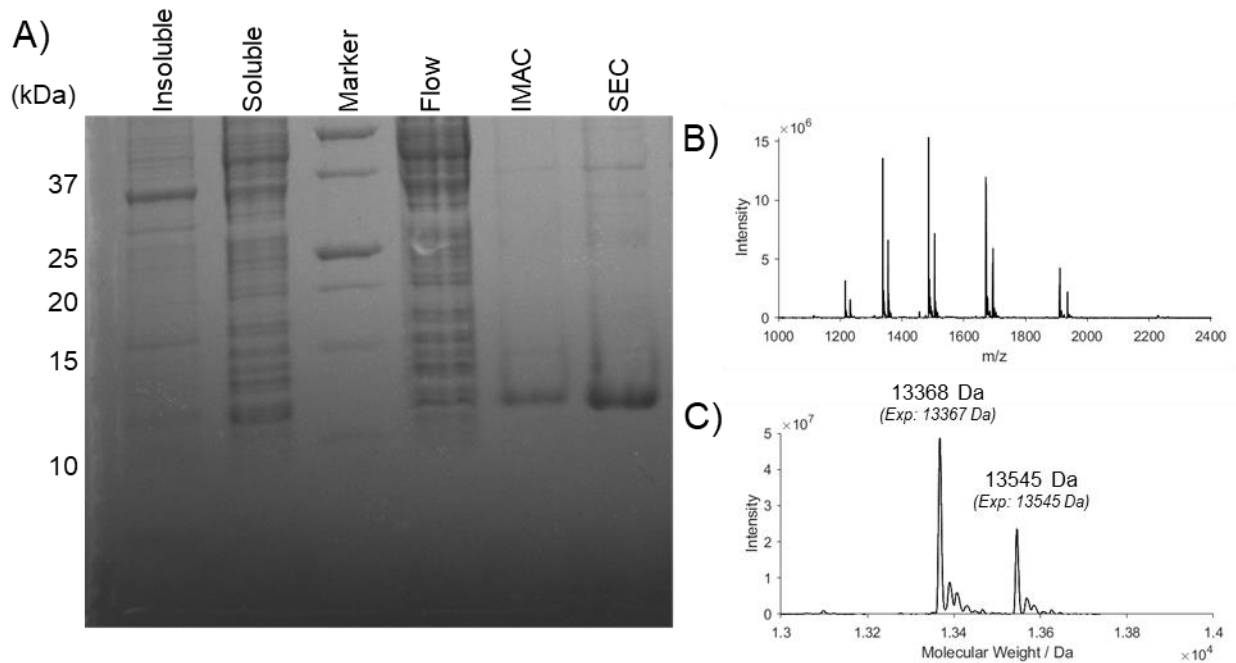 A)
(kDa)
Insoluble
Soluble
Marker
Flow
IMAC
SEC
37
25
20
15
10
B)
×10⁶
15
10
5
0
Intensity
1000 1200 1400 1600 1800 2000 2200 2400
m/z
C)
13368 Da
(Exp: 13367 Da)
13545 Da
(Exp: 13545 Da)
×10⁷
5
4
3
2
1
0
Intensity
1.3 1.32 1.34 1.36 1.38 1.4
Molecular Weight / Da
×10⁴